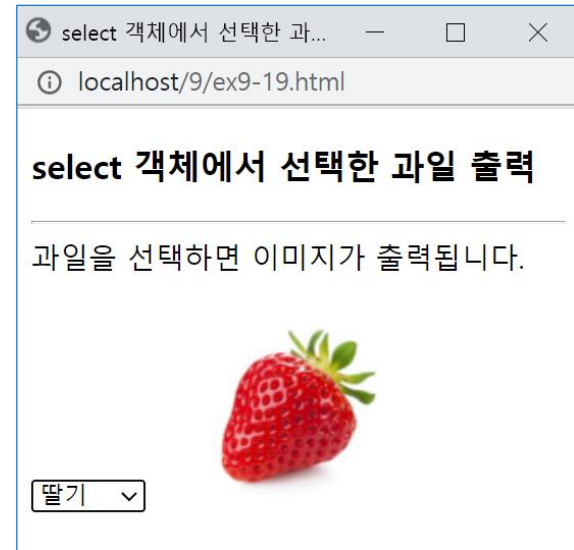 select 객체에서 선택한 과...
localhost/9/ex9-19.html
select 객체에서 선택한 과일 출력
과일을 선택하면 이미지가 출력됩니다.
딸기